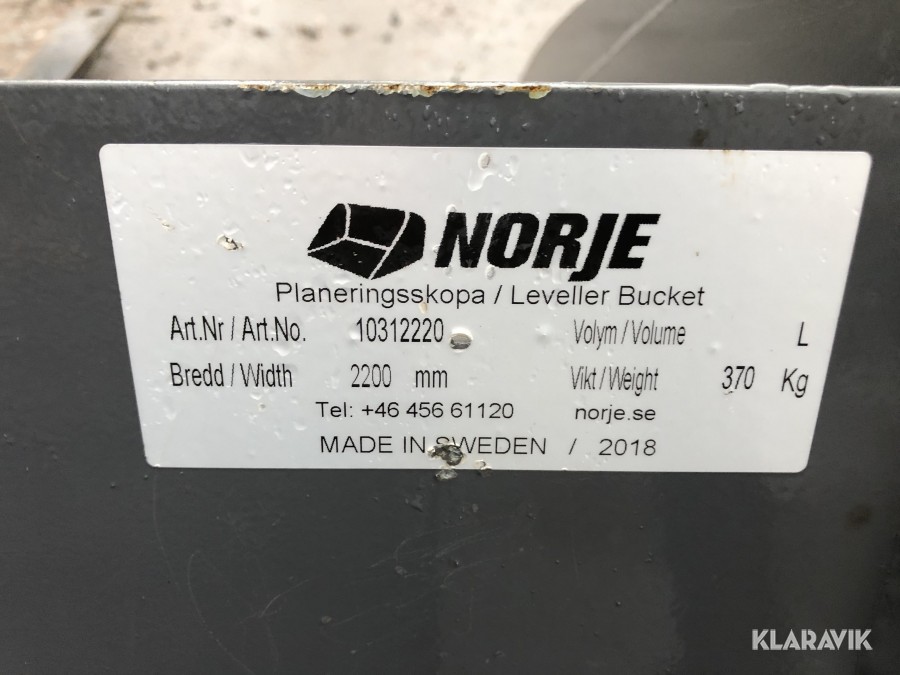 NORJE
Planeringsskopa / Leveller Bucket
Art.Nr / Art.No. 10312220 Volym / Volume L
Bredd / Width 2200 mm Vikt / Weight 370 Kg
Tel: +46 456 61120 norje.se
MADE IN SWEDEN / 2018
KLARAVIK